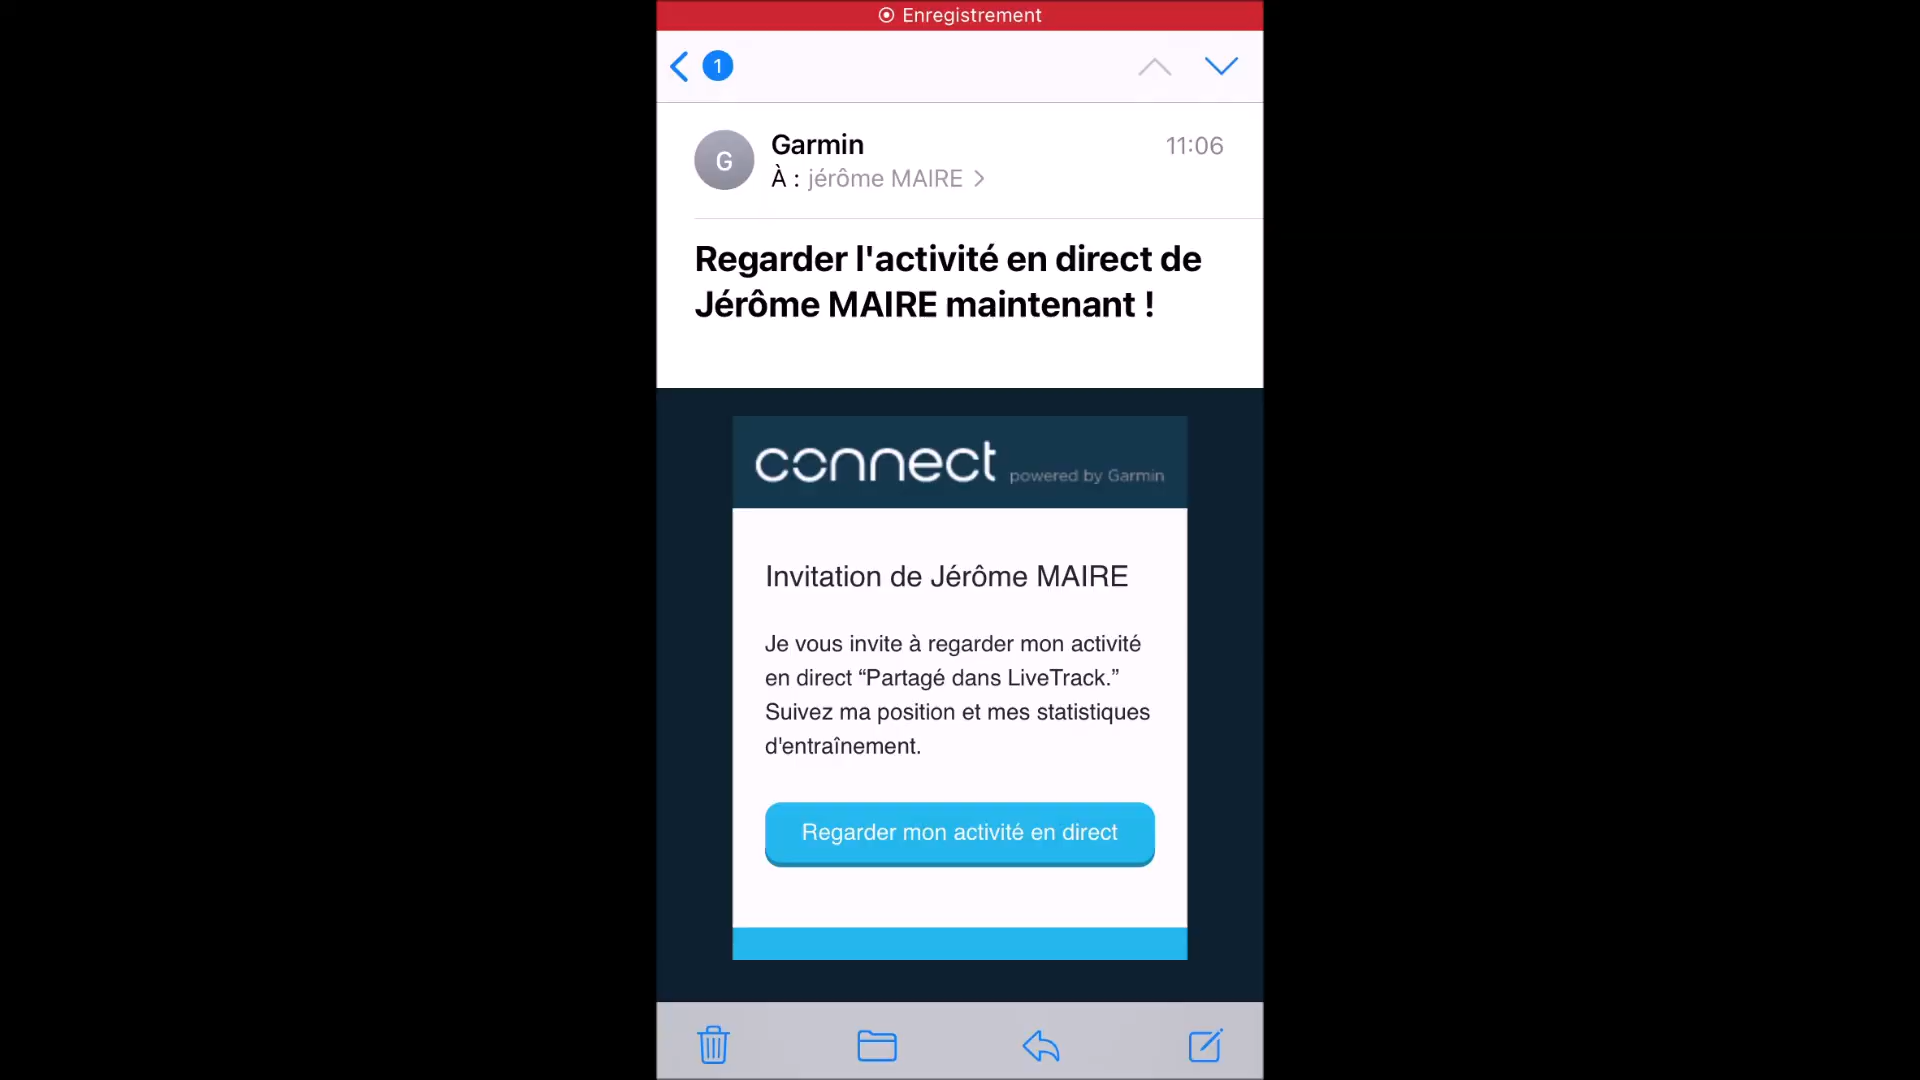 Enregistrement
1
G
Garmin
11:06
À : jérôme MAIRE
Regarder l'activité en direct de
Jérôme MAIRE maintenant !
connect powered by Garmin
Invitation de Jérôme MAIRE
Je vous invite à regarder mon activité
en direct “Partagé dans LiveTrack.”
Suivez ma position et mes statistiques
d'entraînement.
Regarder mon activité en direct